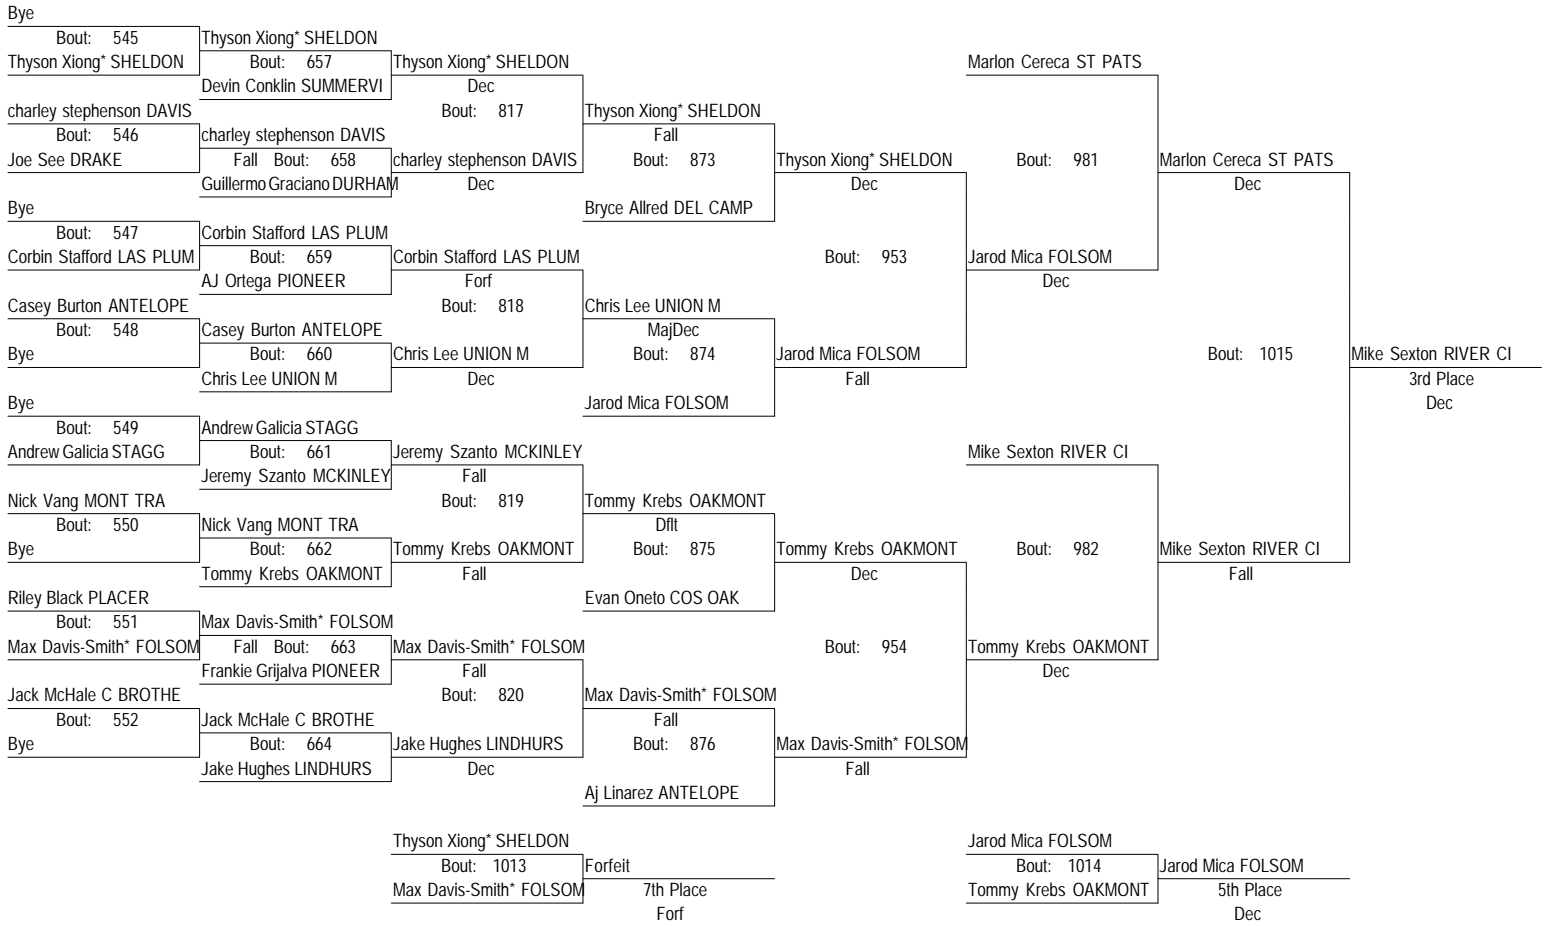 Bye
Bout: 545
Thyson Xiong* SHELDON
charley stephenson DAVIS
Bout: 546
Joe See DRAKE
Bye
Bout: 547
Corbin Stafford LAS PLUM
Casey Burton ANTELOPE
Bout: 548
Bye
Bye
Bout: 549
Andrew Galicia STAGG
Nick Vang MONT TRA
Bout: 550
Bye
Riley Black PLACER
Bout: 551
Max Davis-Smith* FOLSOM
Jack McHale C BROTHE
Bout: 552
Bye
Thyson Xiong* SHELDON
Bout: 657
Devin Conklin SUMMERVI
charley stephenson DAVIS
Fall Bout: 658
Guillermo Graciano DURHAM
Corbin Stafford LAS PLUM
Bout: 659
AJ Ortega PIONEER
Casey Burton ANTELOPE
Bout: 660
Chris Lee UNION M
Andrew Galicia STAGG
Bout: 661
Jeremy Szanto MCKINLEY
Nick Vang MONT TRA
Bout: 662
Tommy Krebs OAKMONT
Max Davis-Smith* FOLSOM
Fall Bout: 663
Frankie Grijalva PIONEER
Jack McHale C BROTHE
Bout: 664
Jake Hughes LINDHURS
Thyson Xiong* SHELDON
Dec
Bout: 817
charley stephenson DAVIS
Dec
Corbin Stafford LAS PLUM
Forf
Bout: 818
Chris Lee UNION M
Dec
Jeremy Szanto MCKINLEY
Fall
Bout: 819
Tommy Krebs OAKMONT
Fall
Max Davis-Smith* FOLSOM
Fall
Bout: 820
Jake Hughes LINDHURS
Dec
Thyson Xiong* SHELDON
Fall
Bout: 873
Bryce Allred DEL CAMP
Chris Lee UNION M
MajDec
Bout: 874
Jarod Mica FOLSOM
Tommy Krebs OAKMONT
Dflt
Bout: 875
Evan Oneto COS OAK
Max Davis-Smith* FOLSOM
Fall
Bout: 876
Aj Linarez ANTELOPE
Thyson Xiong* SHELDON
Dec
Bout: 953
Jarod Mica FOLSOM
Fall
Tommy Krebs OAKMONT
Dec
Bout: 954
Max Davis-Smith* FOLSOM
Fall
Marlon Cereca ST PATS
Bout: 981
Jarod Mica FOLSOM
Dec
Mike Sexton RIVER CI
Bout: 982
Tommy Krebs OAKMONT
Dec
Marlon Cereca ST PATS
Dec
Bout: 1015
Mike Sexton RIVER CI
Fall
Mike Sexton RIVER CI
3rd Place
Dec
Thyson Xiong* SHELDON
Bout: 1013
Max Davis-Smith* FOLSOM
Forfeit
7th Place
Forf
Jarod Mica FOLSOM
Bout: 1014
Tommy Krebs OAKMONT
Jarod Mica FOLSOM
5th Place
Dec